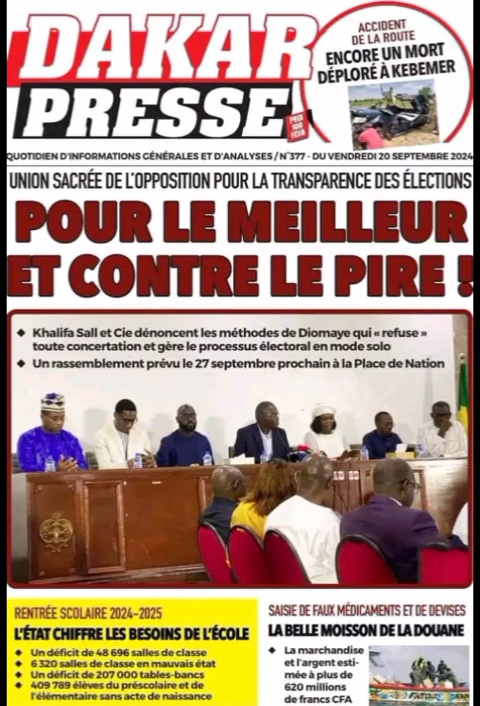 DAKAR
PRESSE
PRIX
100
FCFA
ACCIDENT
DE LA ROUTE
ENCORE UN MORT
DÉPLORÉ À KEBEMER
QUOTIDIEN D'INFORMATIONS GÉNÉRALES ET D'ANALYSES / N°377 - DU VENDREDI 20 SEPTEMBRE 2024
UNION SACRÉE DE L'OPPOSITION POUR LA TRANSPARENCE DES ÉLECTIONS
POUR LE MEILLEUR
ET CONTRE LE PIRE !
◆ Khalifa Sall et Cie dénoncent les méthodes de Diomaye qui « refuse »
toute concertation et gère le processus électoral en mode solo
◆ Un rassemblement prévu le 27 septembre prochain à la Place de Nation
RENTRÉE SCOLAIRE 2024-2025
L'ÉTAT CHIFFRE LES BESOINS DE L'ÉCOLE
◆ Un déficit de 48 696 salles de classe
◆ 6 320 salles de classe en mauvais état
◆ Un déficit de 207 000 tables-bancs
◆ 409 789 élèves du préscolaire et de
l'élémentaire sans acte de naissance
SAISIE DE FAUX MÉDICAMENTS ET DE DEVISES
LA BELLE MOISSON DE LA DOUANE
◆ La marchandise
et l'argent esti-
mée à plus de
620 millions
de francs CFA